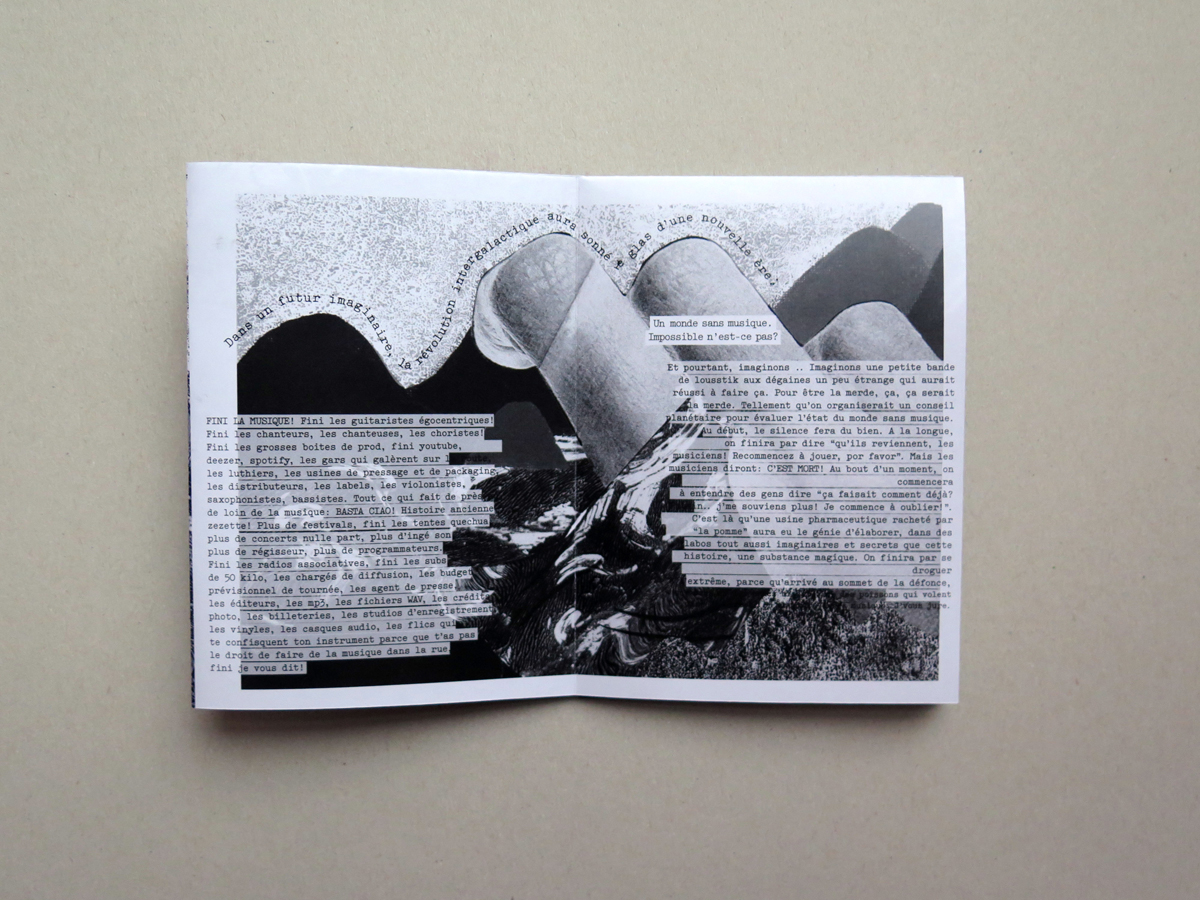 Dans un futur imaginaire, la révolution intergalactique aura sonné glas d'une nouvelle ère,
FINI LA MUSIQUE! Fini les guitaristes égocentriques!
Fini les chanteurs, les chanteuses, les choristes!
Fini les grosses boites de prod, fini youtube,
deezer, spotify, les gars qui galèrent sur
les luthiers, les usines de pressage et de packaging,
les distributeurs, les labels, les violonistes,
saxophonistes, bassistes. Tout ce qui fait de près
de loin de la musique: BASTA CIAO! Histoire ancienne
zezette! Plus de festivals, fini les tentes quechua
plus de concerts nulle part, plus d'ingé son
plus de régisseur, plus de programmateurs.
Fini les radios associatives, fini les subs
de 50 kilo, les chargés de diffusion, les budget
prévisionnel de tournée, les agent de presse,
les éditeurs, les mp3, les fichiers WAV, les crédits
photo, les billeteries, les studios d'enregistrement
les vinyles, les casques audio, les flics qui
te confisquent ton instrument parce que t'as pas
le droit de faire de la musique dans la rue,
fini je vous dit!
Un monde sans musique.
Impossible n'est-ce pas?
Et pourtant, imaginons .. Imaginons une petite bande
de lousstik aux dégaines un peu étrange qui aurait
réussi à faire ça. Pour être la merde, ça, ça serait
la merde. Tellement qu'on organiserait un conseil
planétaire pour évaluer l'état du monde sans musique.
Au début, le silence fera du bien. A la longue,
on finira par dire "qu'ils reviennent, les
musiciens! Recommencez à jouer, por favor". Mais les
musiciens diront: C'EST MORT! Au bout d'un moment, on
commencera
à entendre des gens dire "ça faisait comment déjà?
j'me souviens plus! Je commence à oublier!".
C'est là qu'une usine pharmaceutique racheté par
"la pomme" aura eu le génie d'élaborer, dans des
labos tout aussi imaginaires et secrets que cette
histoire, une substance magique. On finira par se
droguer
extrême, parce qu'arrivé au sommet de la défonce,
poissons qui volent
vous jure.